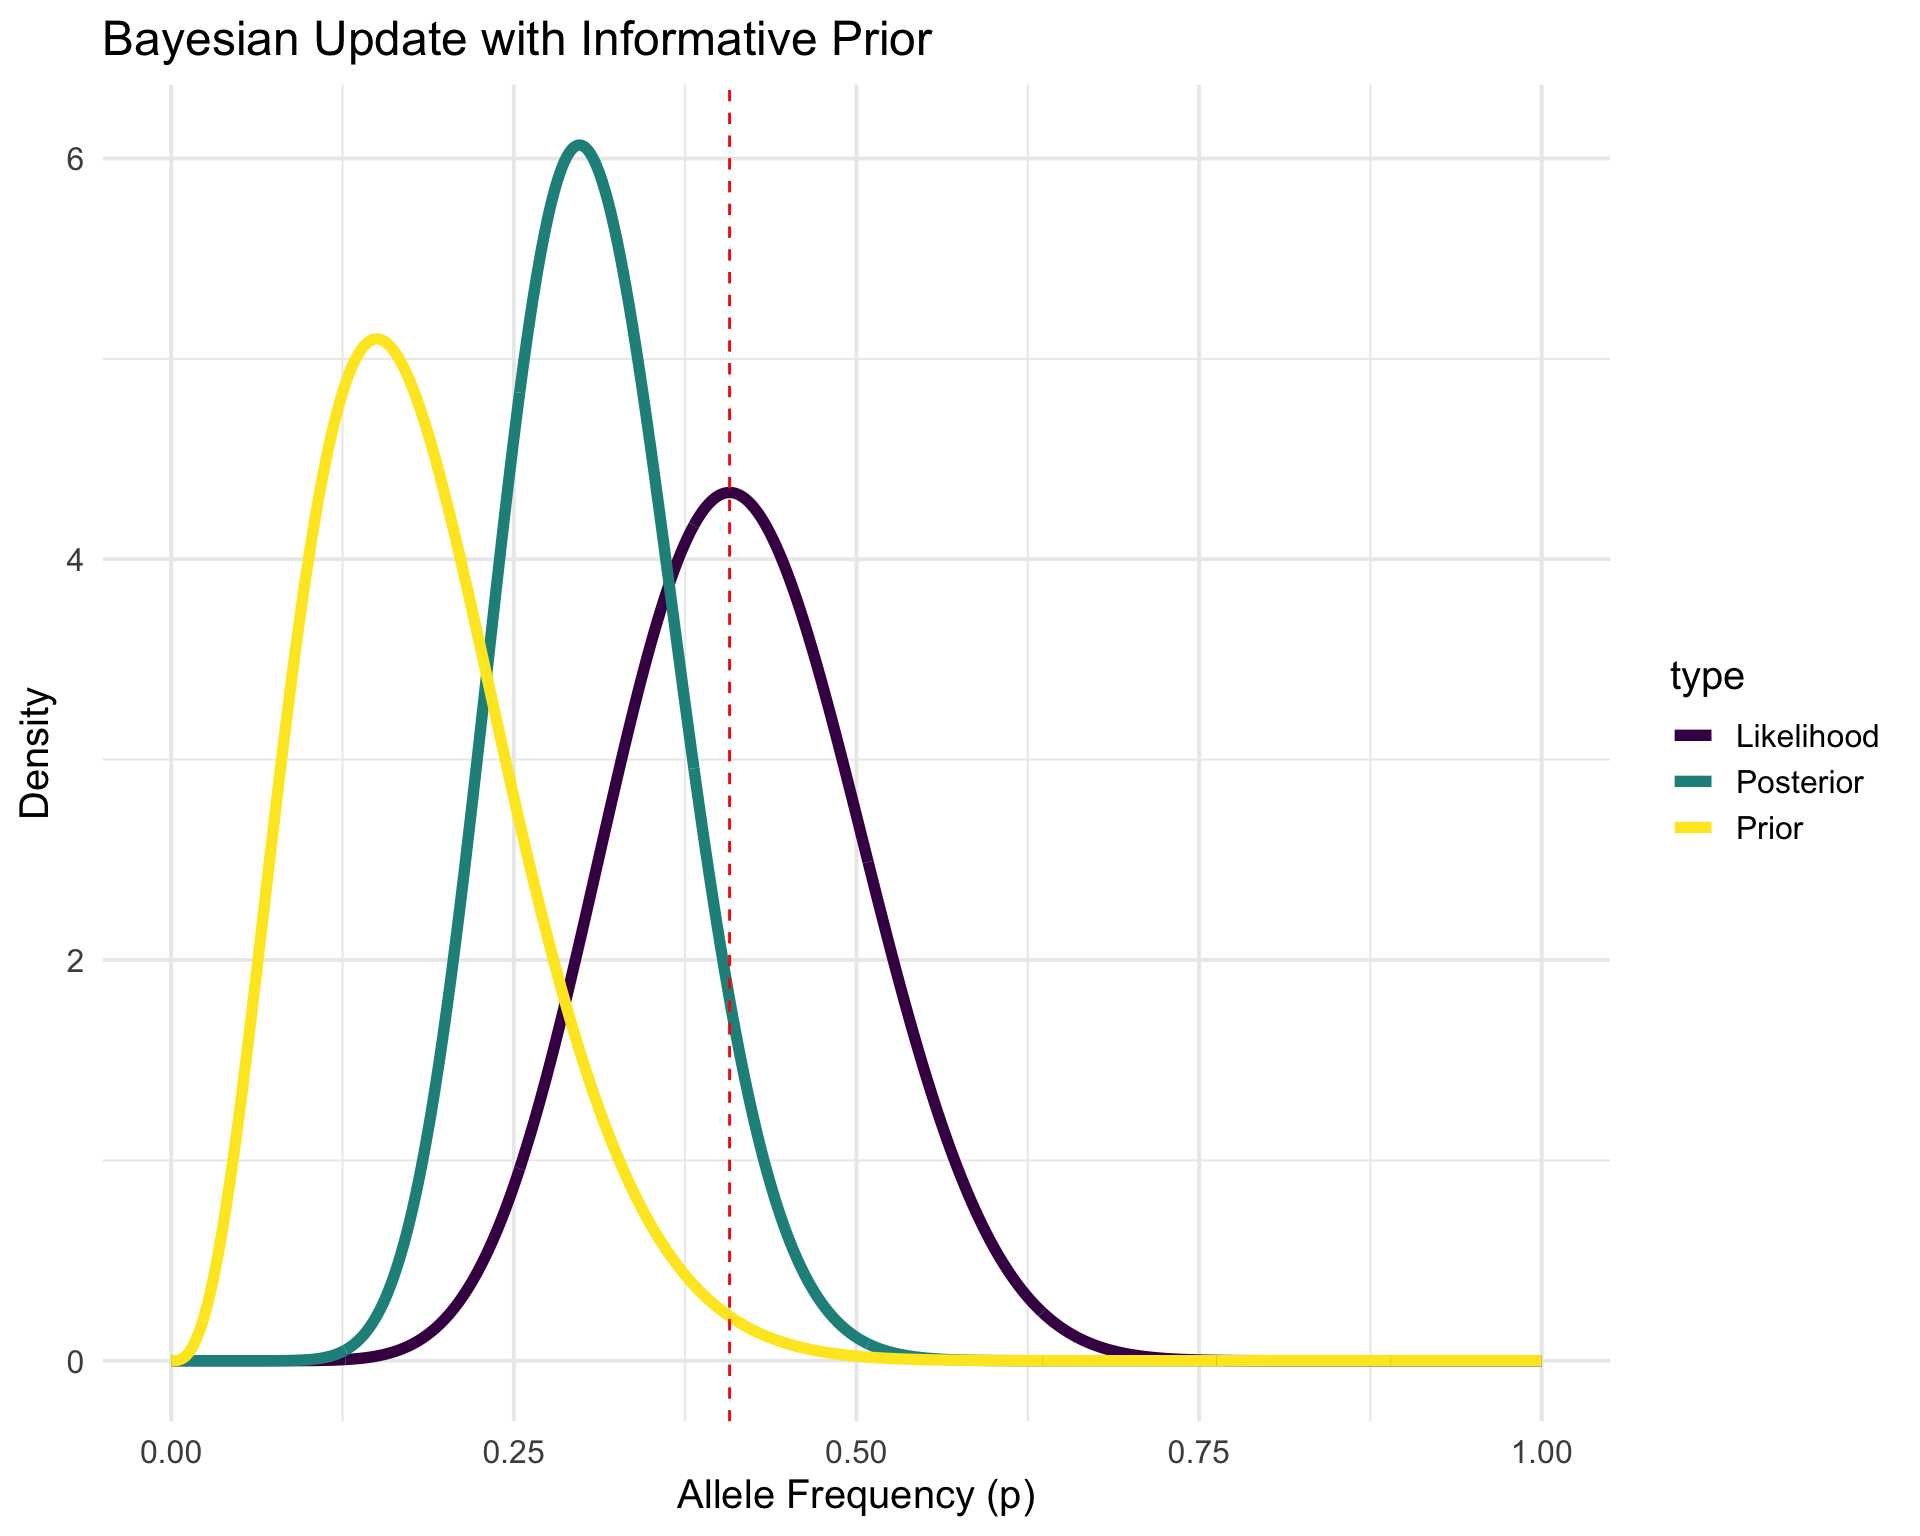 Bayesian Update with Informative Prior
6
4
2
0
Density
0.00 0.25 0.50 0.75 1.00
Allele Frequency (p)
type
Likelihood
Posterior
Prior